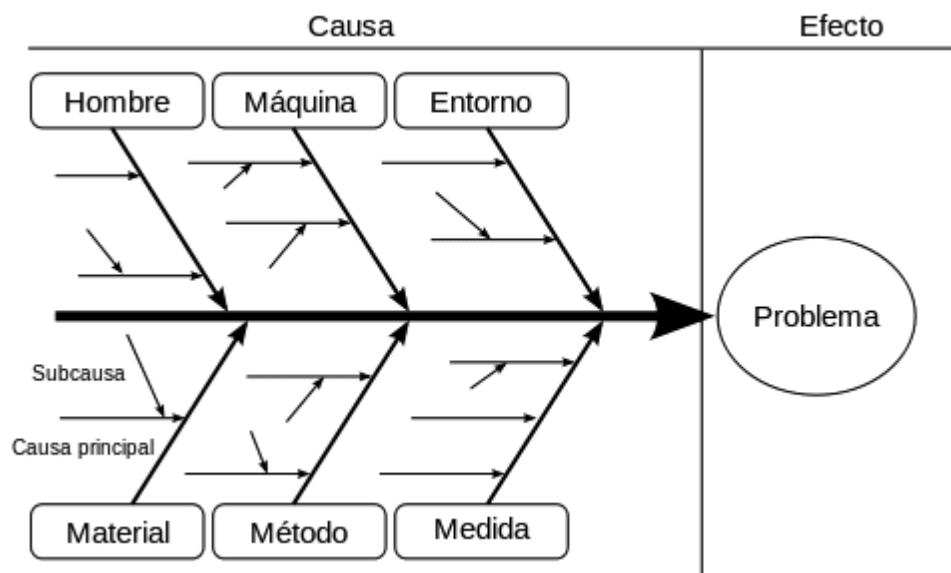 Causa
Efecto
Hombre
Máquina
Entorno
Problema
Subcausa
Causa principal
Material
Método
Medida